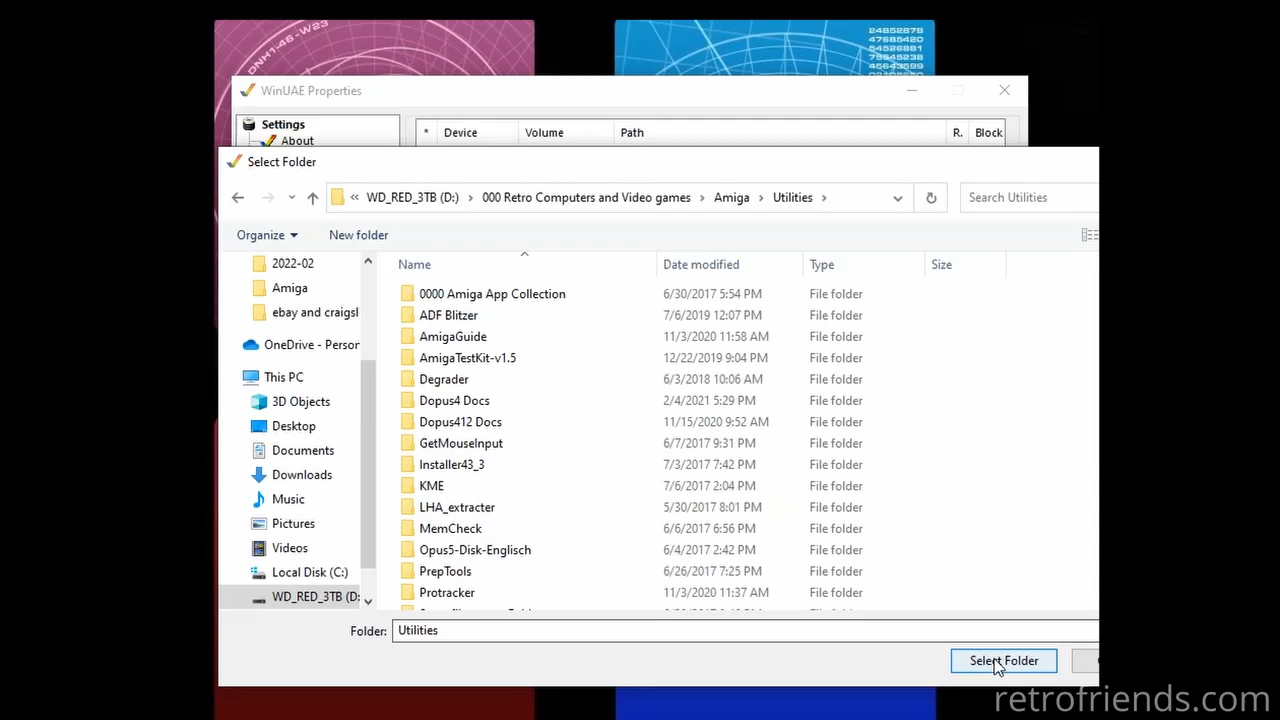 DNH1-46-W23
24852878
47685420
54526881
73545238
45643599
WinUAE Properties
Settings
About
* Device Volume Path R. Block
Select Folder
« WD_RED_3TB (D:) › 000 Retro Computers and Video games › Amiga › Utilities ›
Search Utilities
Organize
New folder
2022-02
Amiga
ebay and craigsl
OneDrive - Person
This PC
3D Objects
Desktop
Documents
Downloads
Music
Pictures
Videos
Local Disk (C:)
WD_RED_3TB (D:
Name Date modified Type Size
0000 Amiga App Collection 6/30/2017 5:54 PM File folder
ADF Blitzer 7/6/2019 12:07 PM File folder
AmigaGuide 11/3/2020 11:58 AM File folder
AmigaTestKit-v1.5 12/22/2019 9:04 PM File folder
Degrader 6/3/2018 10:06 AM File folder
Dopus4 Docs 2/4/2021 5:29 PM File folder
Dopus412 Docs 11/15/2020 9:52 AM File folder
GetMouseInput 6/7/2017 9:31 PM File folder
Installer43_3 7/3/2017 7:42 PM File folder
KME 7/6/2017 2:04 PM File folder
LHA_extracter 5/30/2017 8:01 PM File folder
MemCheck 6/6/2017 6:56 PM File folder
Opus5-Disk-Englisch 6/4/2017 2:42 PM File folder
PrepTools 6/26/2017 7:25 PM File folder
Protracker 11/3/2020 11:37 AM File folder
Folder: Utilities
Select Folder
retrofriends.com